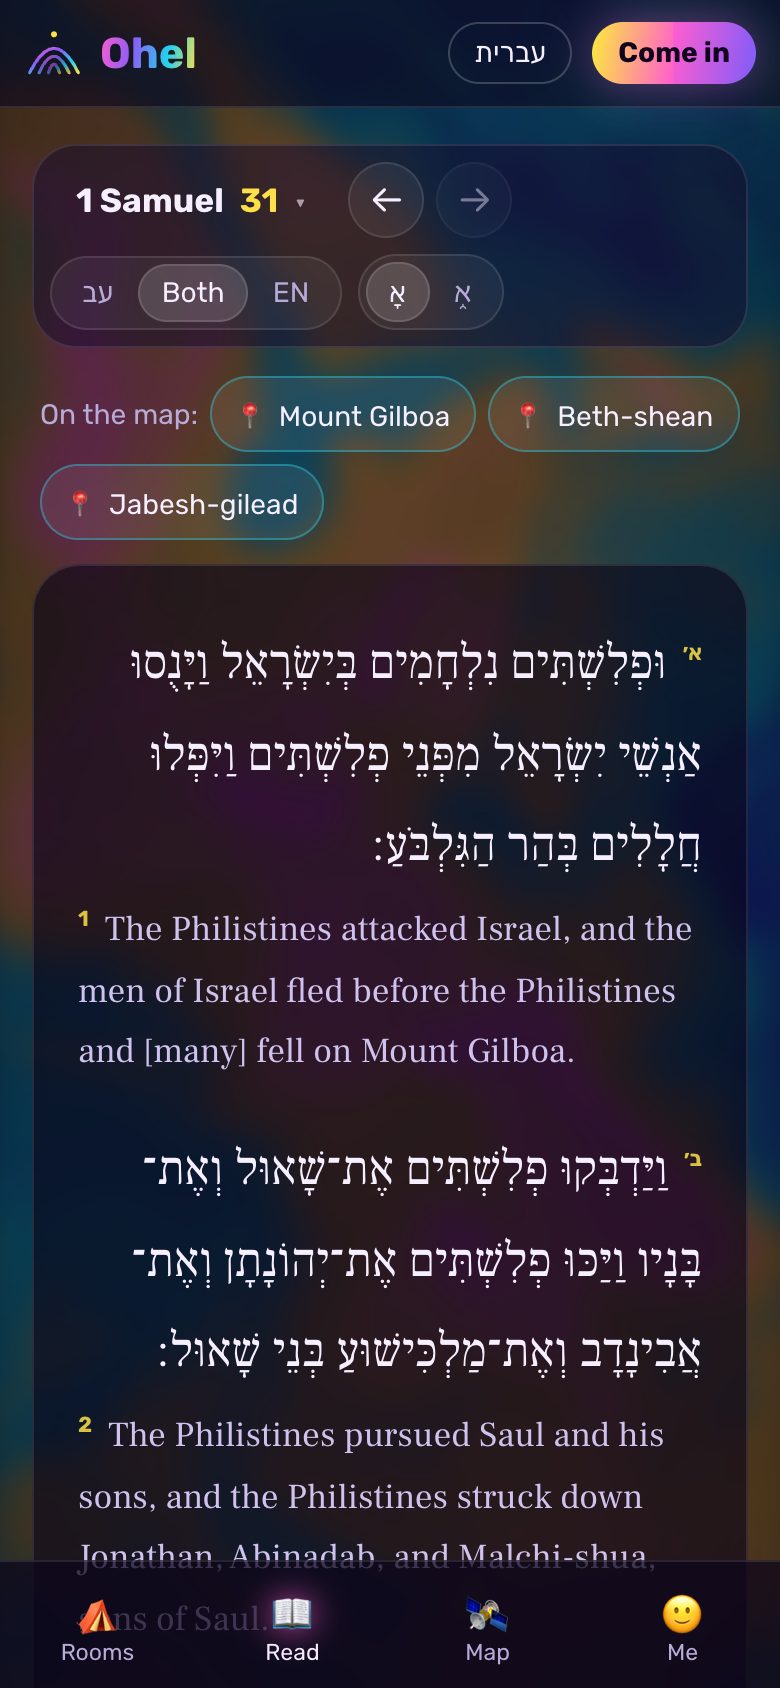 Ohel
עברית
Come in
1 Samuel 31 ▾
← →
עב Both EN
אָ אָ֭
On the map: 📍 Mount Gilboa 📍 Beth-shean
📍 Jabesh-gilead
א׳ וּפְלִשְׁתִּים נִלְחָמִים בְּיִשְׂרָאֵל וַיָּנֻסוּ
אַנְשֵׁי יִשְׂרָאֵל מִפְּנֵי פְלִשְׁתִּים וַיִּפְּלוּ
חֲלָלִים בְּהַר הַגִּלְבֹּעַ׃
1 The Philistines attacked Israel, and the
men of Israel fled before the Philistines
and [many] fell on Mount Gilboa.
ב׳ וַיַּדְבְּקוּ פְלִשְׁתִּים אֶת־שָׁאוּל וְאֶת־
בָּנָיו וַיַּכּוּ פְלִשְׁתִּים אֶת־יְהוֹנָתָן וְאֶת־
אֲבִינָדָב וְאֶת־מַלְכִּישׁוּעַ בְּנֵי שָׁאוּל׃
2 The Philistines pursued Saul and his
sons, and the Philistines struck down
Jonathan, Abinadab, and Malchi-shua,
sons of Saul.
Rooms
Read
Map
Me